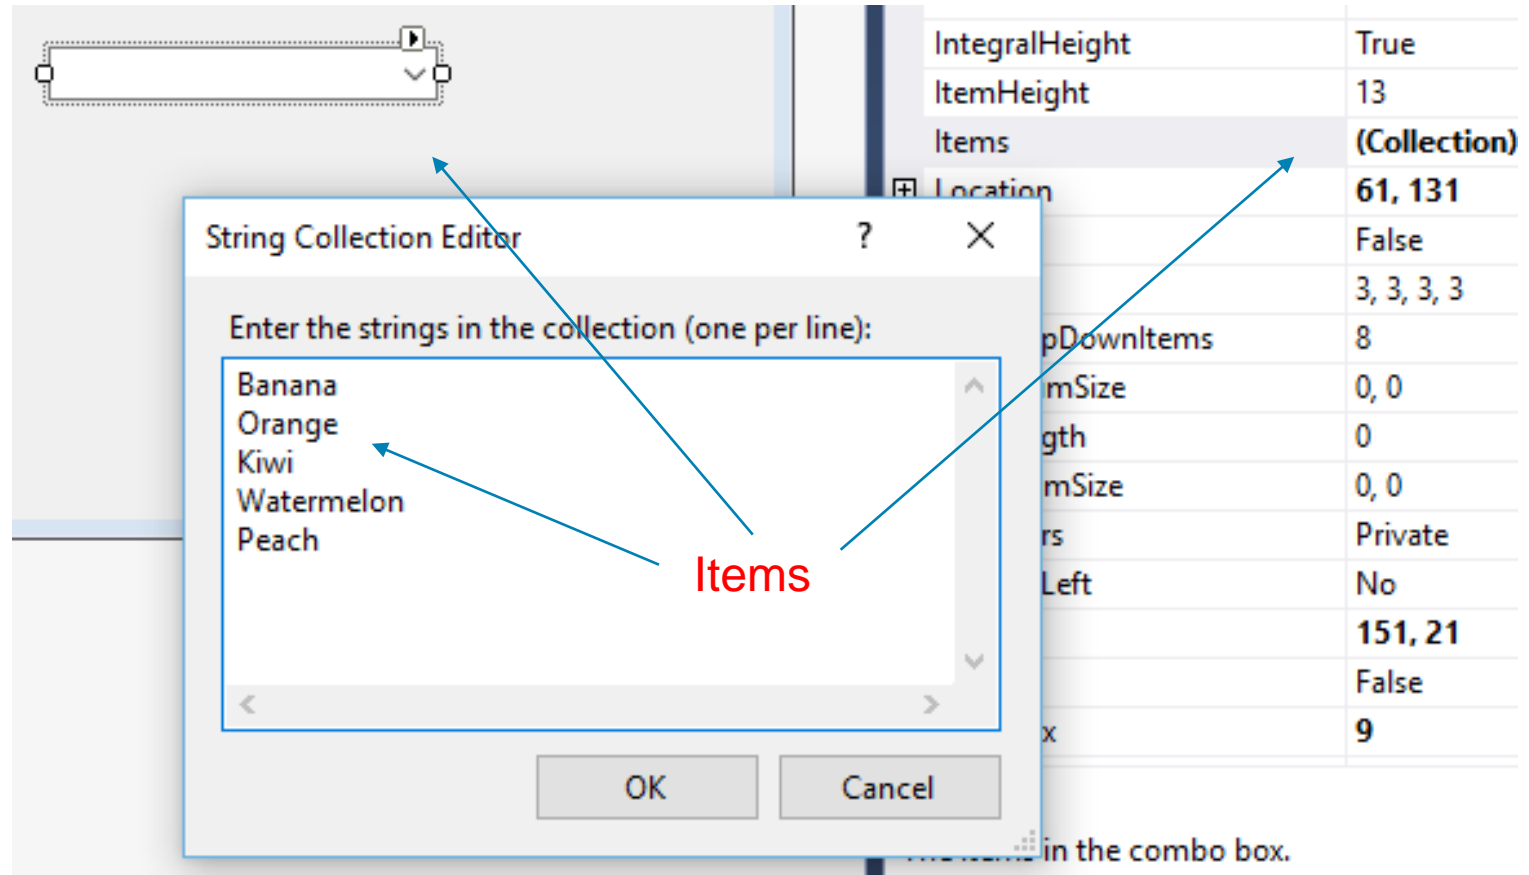 IntegralHeight True
ItemHeight 13
Items (Collection)
Location 61, 131
False
3, 3, 3, 3
pDownItems 8
mSize 0, 0
gth 0
mSize 0, 0
rs Private
Left No
151, 21
False
x 9
in the combo box.
String Collection Editor ? X
Enter the strings in the collection (one per line):
Banana
Orange
Kiwi
Watermelon
Peach
OK Cancel
Items